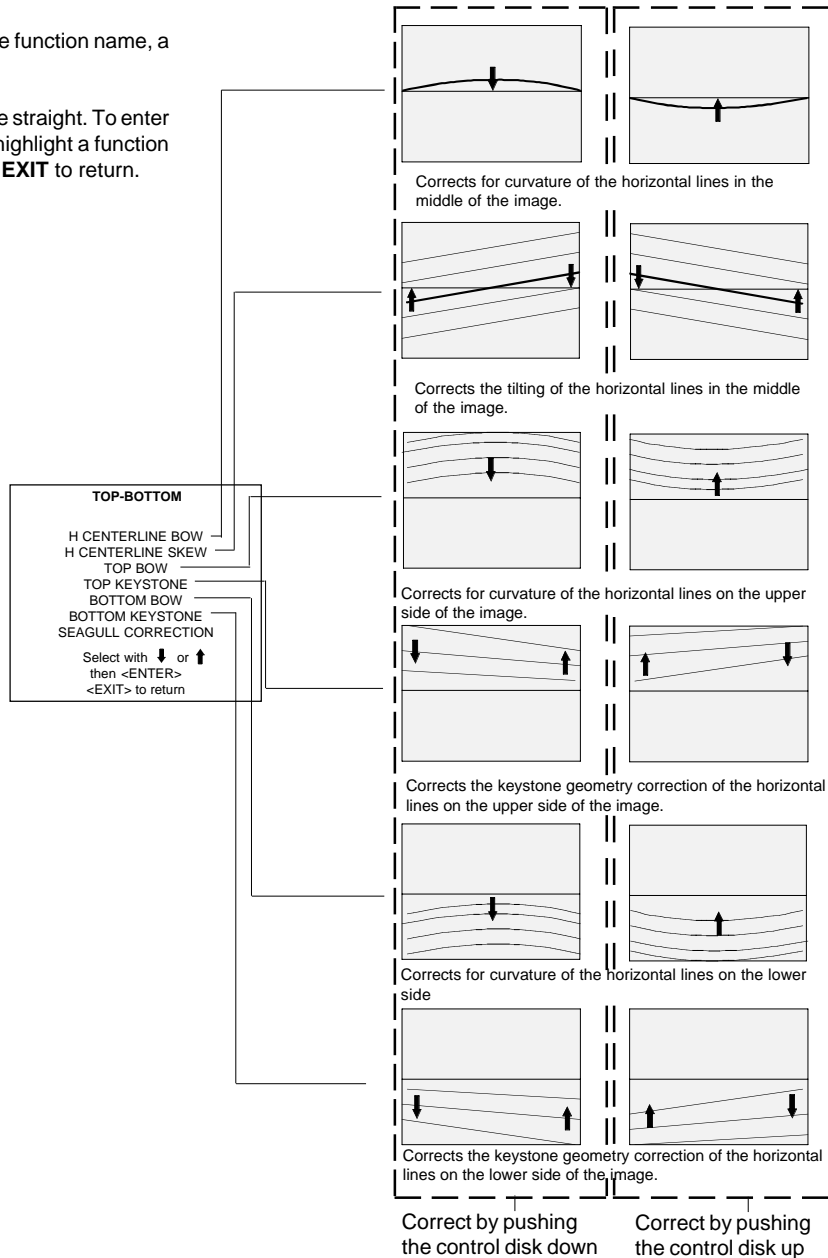 e function name, a
e straight. To enter
highlight a function
EXIT to return.
Corrects for curvature of the horizontal lines in the
middle of the image.
Corrects the tilting of the horizontal lines in the middle
of the image.
TOP-BOTTOM
H CENTERLINE BOW
H CENTERLINE SKEW
TOP BOW
TOP KEYSTONE
BOTTOM BOW
BOTTOM KEYSTONE
SEAGULL CORRECTION
Select with ⬇ or ⬆
then <ENTER>
<EXIT> to return
Corrects for curvature of the horizontal lines on the upper
side of the image.
Corrects the keystone geometry correction of the horizontal
lines on the upper side of the image.
Corrects for curvature of the horizontal lines on the lower
side
Corrects the keystone geometry correction of the horizontal
lines on the lower side of the image.
Correct by pushing
the control disk down
Correct by pushing
the control disk up